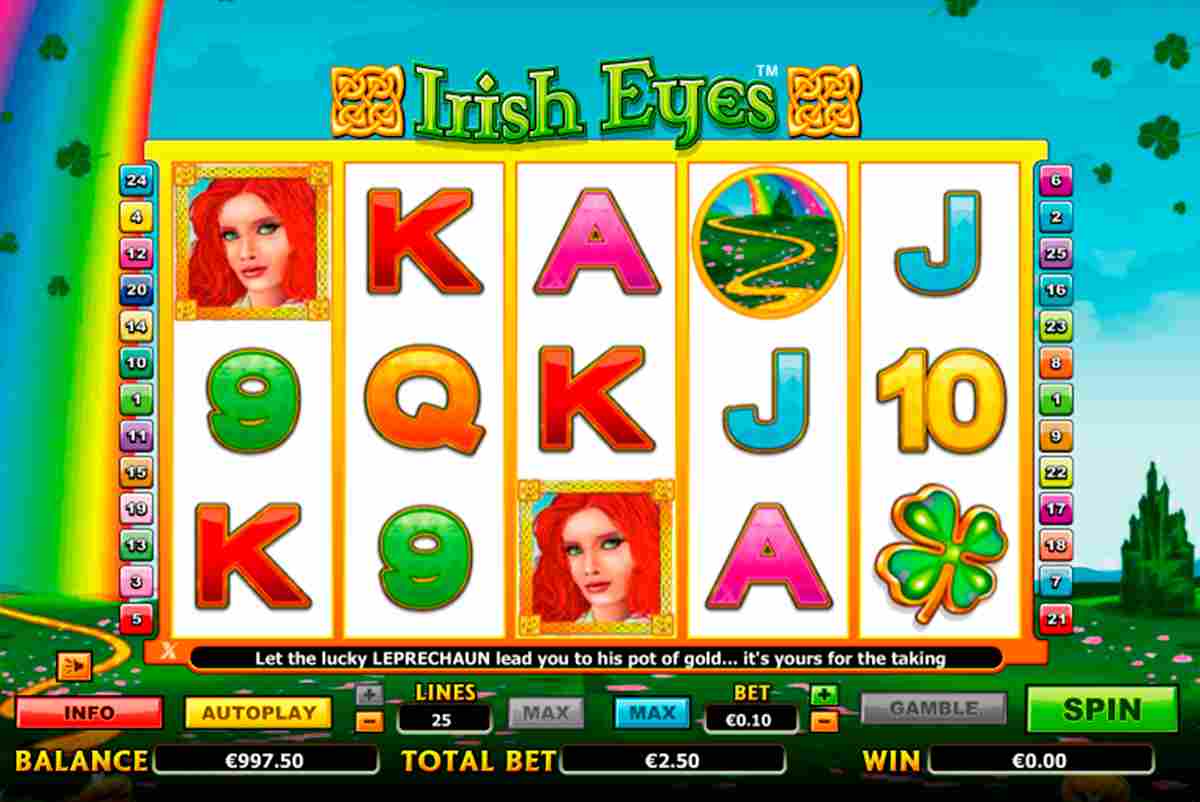 Irish Eyes™
24 K A J 6
4 2
12 25
20 16
14 23
10 9 Q K J 10 8
1 1
11 9
15 22
19 K 9 A 17
13 18
3 7
5 21
X Let the lucky LEPRECHAUN lead you to his pot of gold... it's yours for the taking
LINES BET
INFO AUTOPLAY + - 25 MAX MAX €0.10 + - GAMBLE SPIN
BALANCE €997.50 TOTAL BET €2.50 WIN €0.00